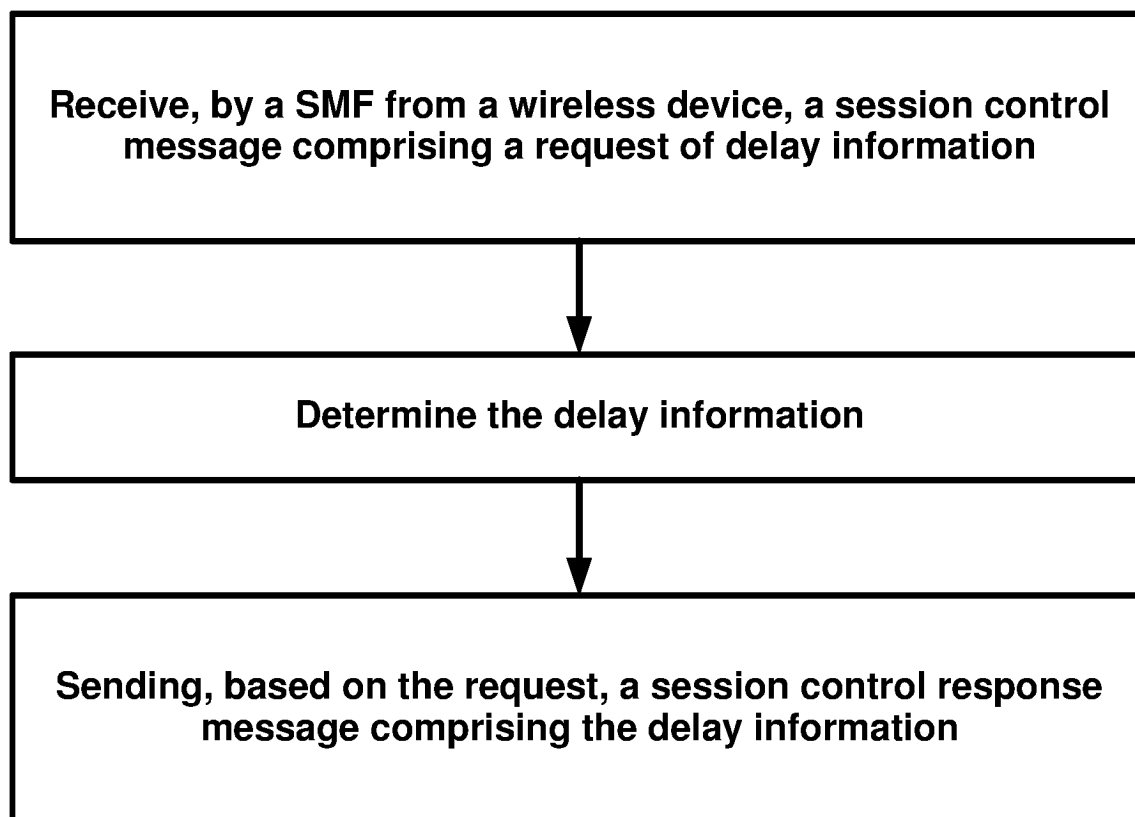 Receive, by a SMF from a wireless device, a session control
message comprising a request of delay information
Determine the delay information
Sending, based on the request, a session control response
message comprising the delay information